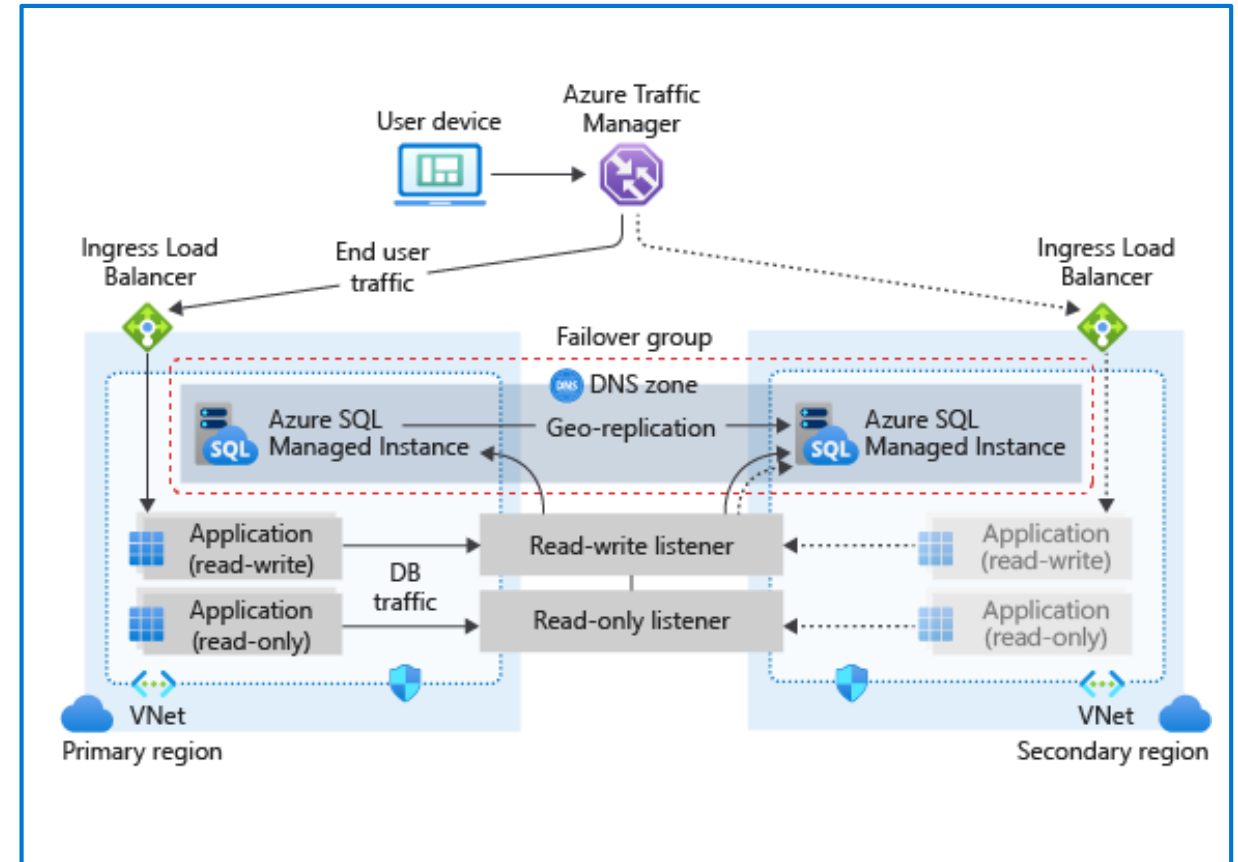 Azure Traffic
Manager
User device
Ingress Load
Balancer
End user
traffic
Ingress Load
Balancer
Failover group
DNS
DNS zone
SQL
Azure SQL
Managed Instance
Geo-replication
SQL
Azure SQL
Managed Instance
Application
(read-write)
DB
traffic
Read-write listener
Application
(read-write)
Application
(read-only)
Read-only listener
Application
(read-only)
VNet
Primary region
VNet
Secondary region